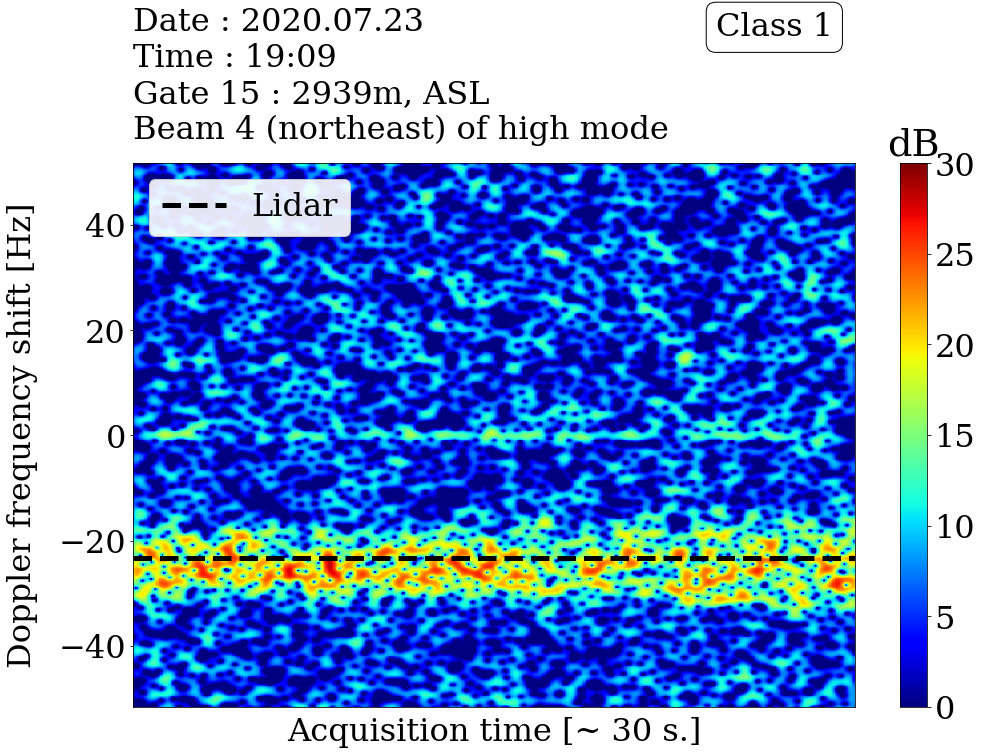 Date : 2020.07.23
Time : 19:09
Gate 15 : 2939m, ASL
Beam 4 (northeast) of high mode
Class 1
dB
Lidar
Doppler frequency shift [Hz]
40
20
0
−20
−40
30
25
20
15
10
5
0
Acquisition time [~ 30 s.]